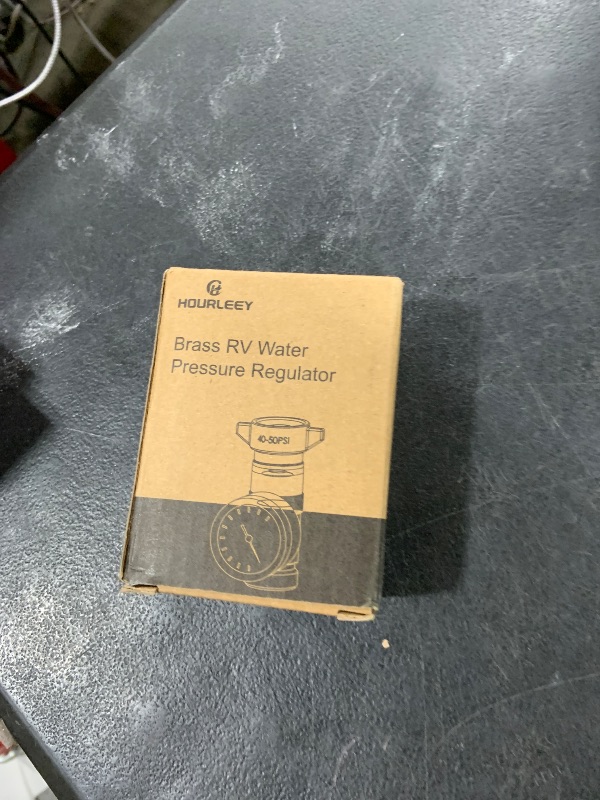 HOURLEEY
Brass RV Water
Pressure Regulator
40-50PSI